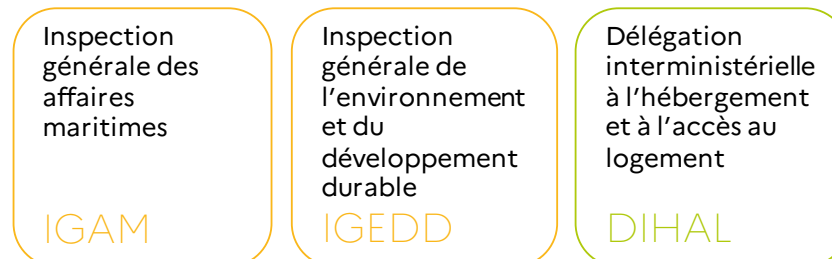 Inspection
générale des
affaires
maritimes
IGAM
Inspection
générale de
l'environnement
et du
développement
durable
IGEDD
Délégation
interministérielle
à l'hébergement
et à l'accès au
logement
DIHAL